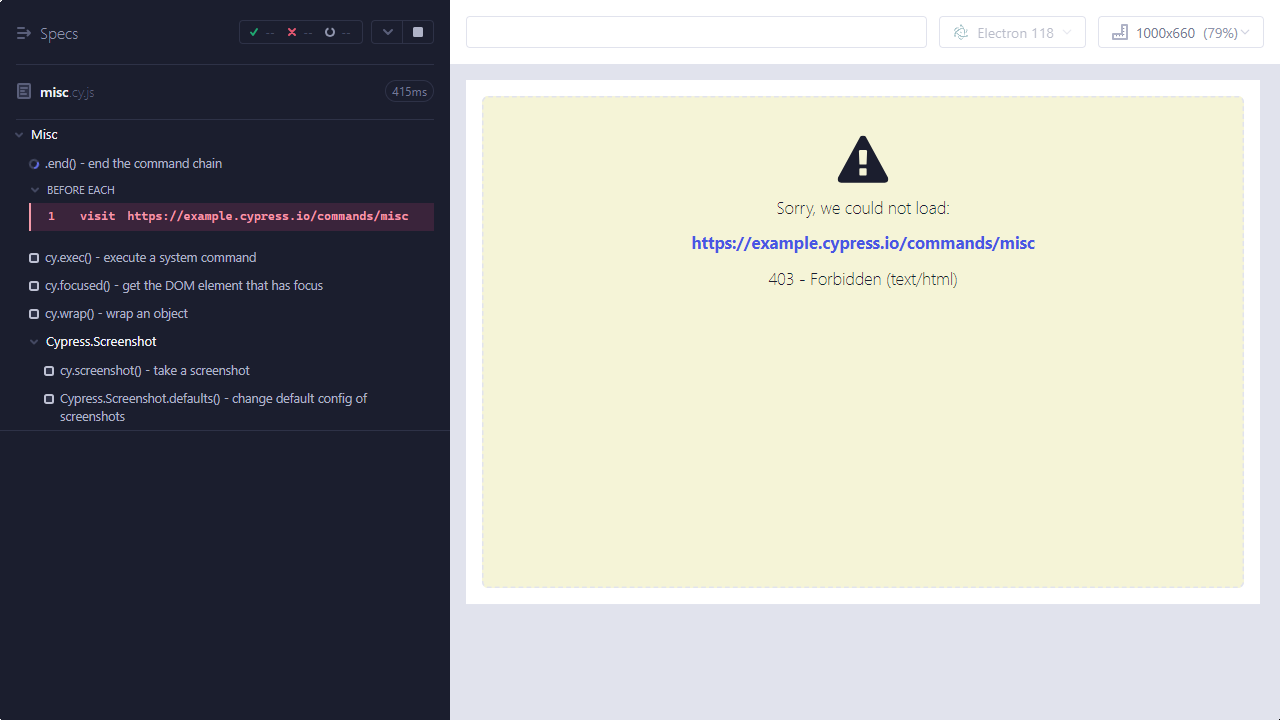 Specs
-- -- --
misc.cy.js
415ms
Misc
.end() - end the command chain
BEFORE EACH
1 visit https://example.cypress.io/commands/misc
cy.exec() - execute a system command
cy.focused() - get the DOM element that has focus
cy.wrap() - wrap an object
Cypress.Screenshot
cy.screenshot() - take a screenshot
Cypress.Screenshot.defaults() - change default config of
screenshots
Electron 118
1000x660 (79%)
Sorry, we could not load:
https://example.cypress.io/commands/misc
403 - Forbidden (text/html)